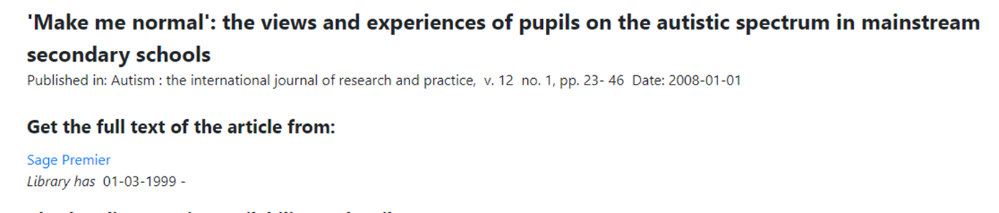 'Make me normal': the views and experiences of pupils on the autistic spectrum in mainstream
secondary schools
Published in: Autism : the international journal of research and practice, v. 12 no. 1, pp. 23- 46 Date: 2008-01-01
Get the full text of the article from:
Sage Premier
Library has 01-03-1999 -